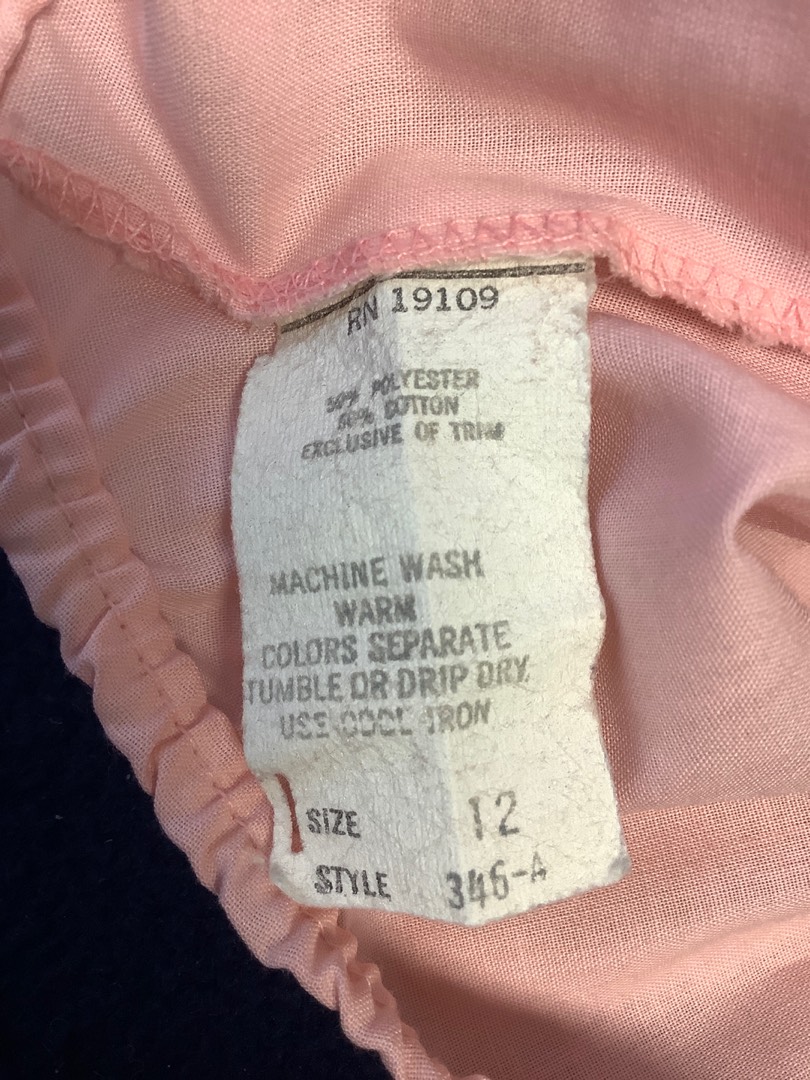 RN 19109
50% POLYESTER
50% COTTON
EXCLUSIVE OF TRIM
MACHINE WASH
WARM
COLORS SEPARATE
TUMBLE OR DRIP DRY
USE COOL IRON
SIZE 12
STYLE 346-A